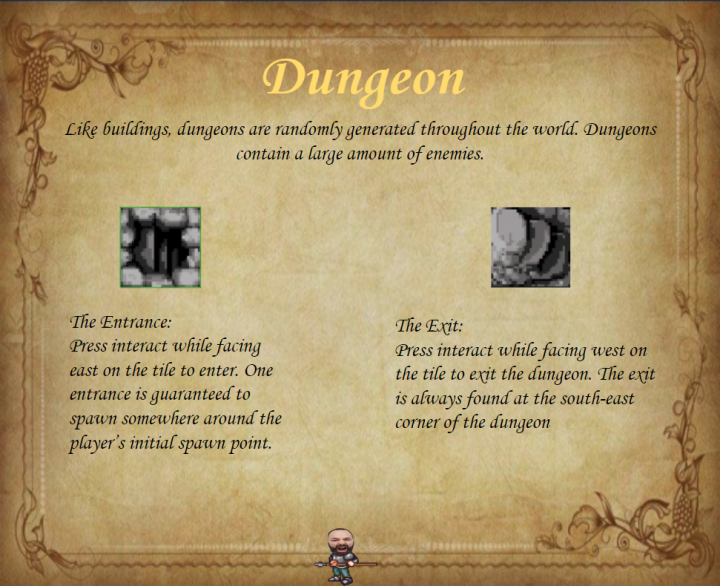 Dungeon
Like buildings, dungeons are randomly generated throughout the world. Dungeons
contain a large amount of enemies.
The Entrance:
Press interact while facing
east on the tile to enter. One
entrance is guaranteed to
spawn somewhere around the
player's initial spawn point.
The Exit:
Press interact while facing west on
the tile to exit the dungeon. The exit
is always found at the south-east
corner of the dungeon